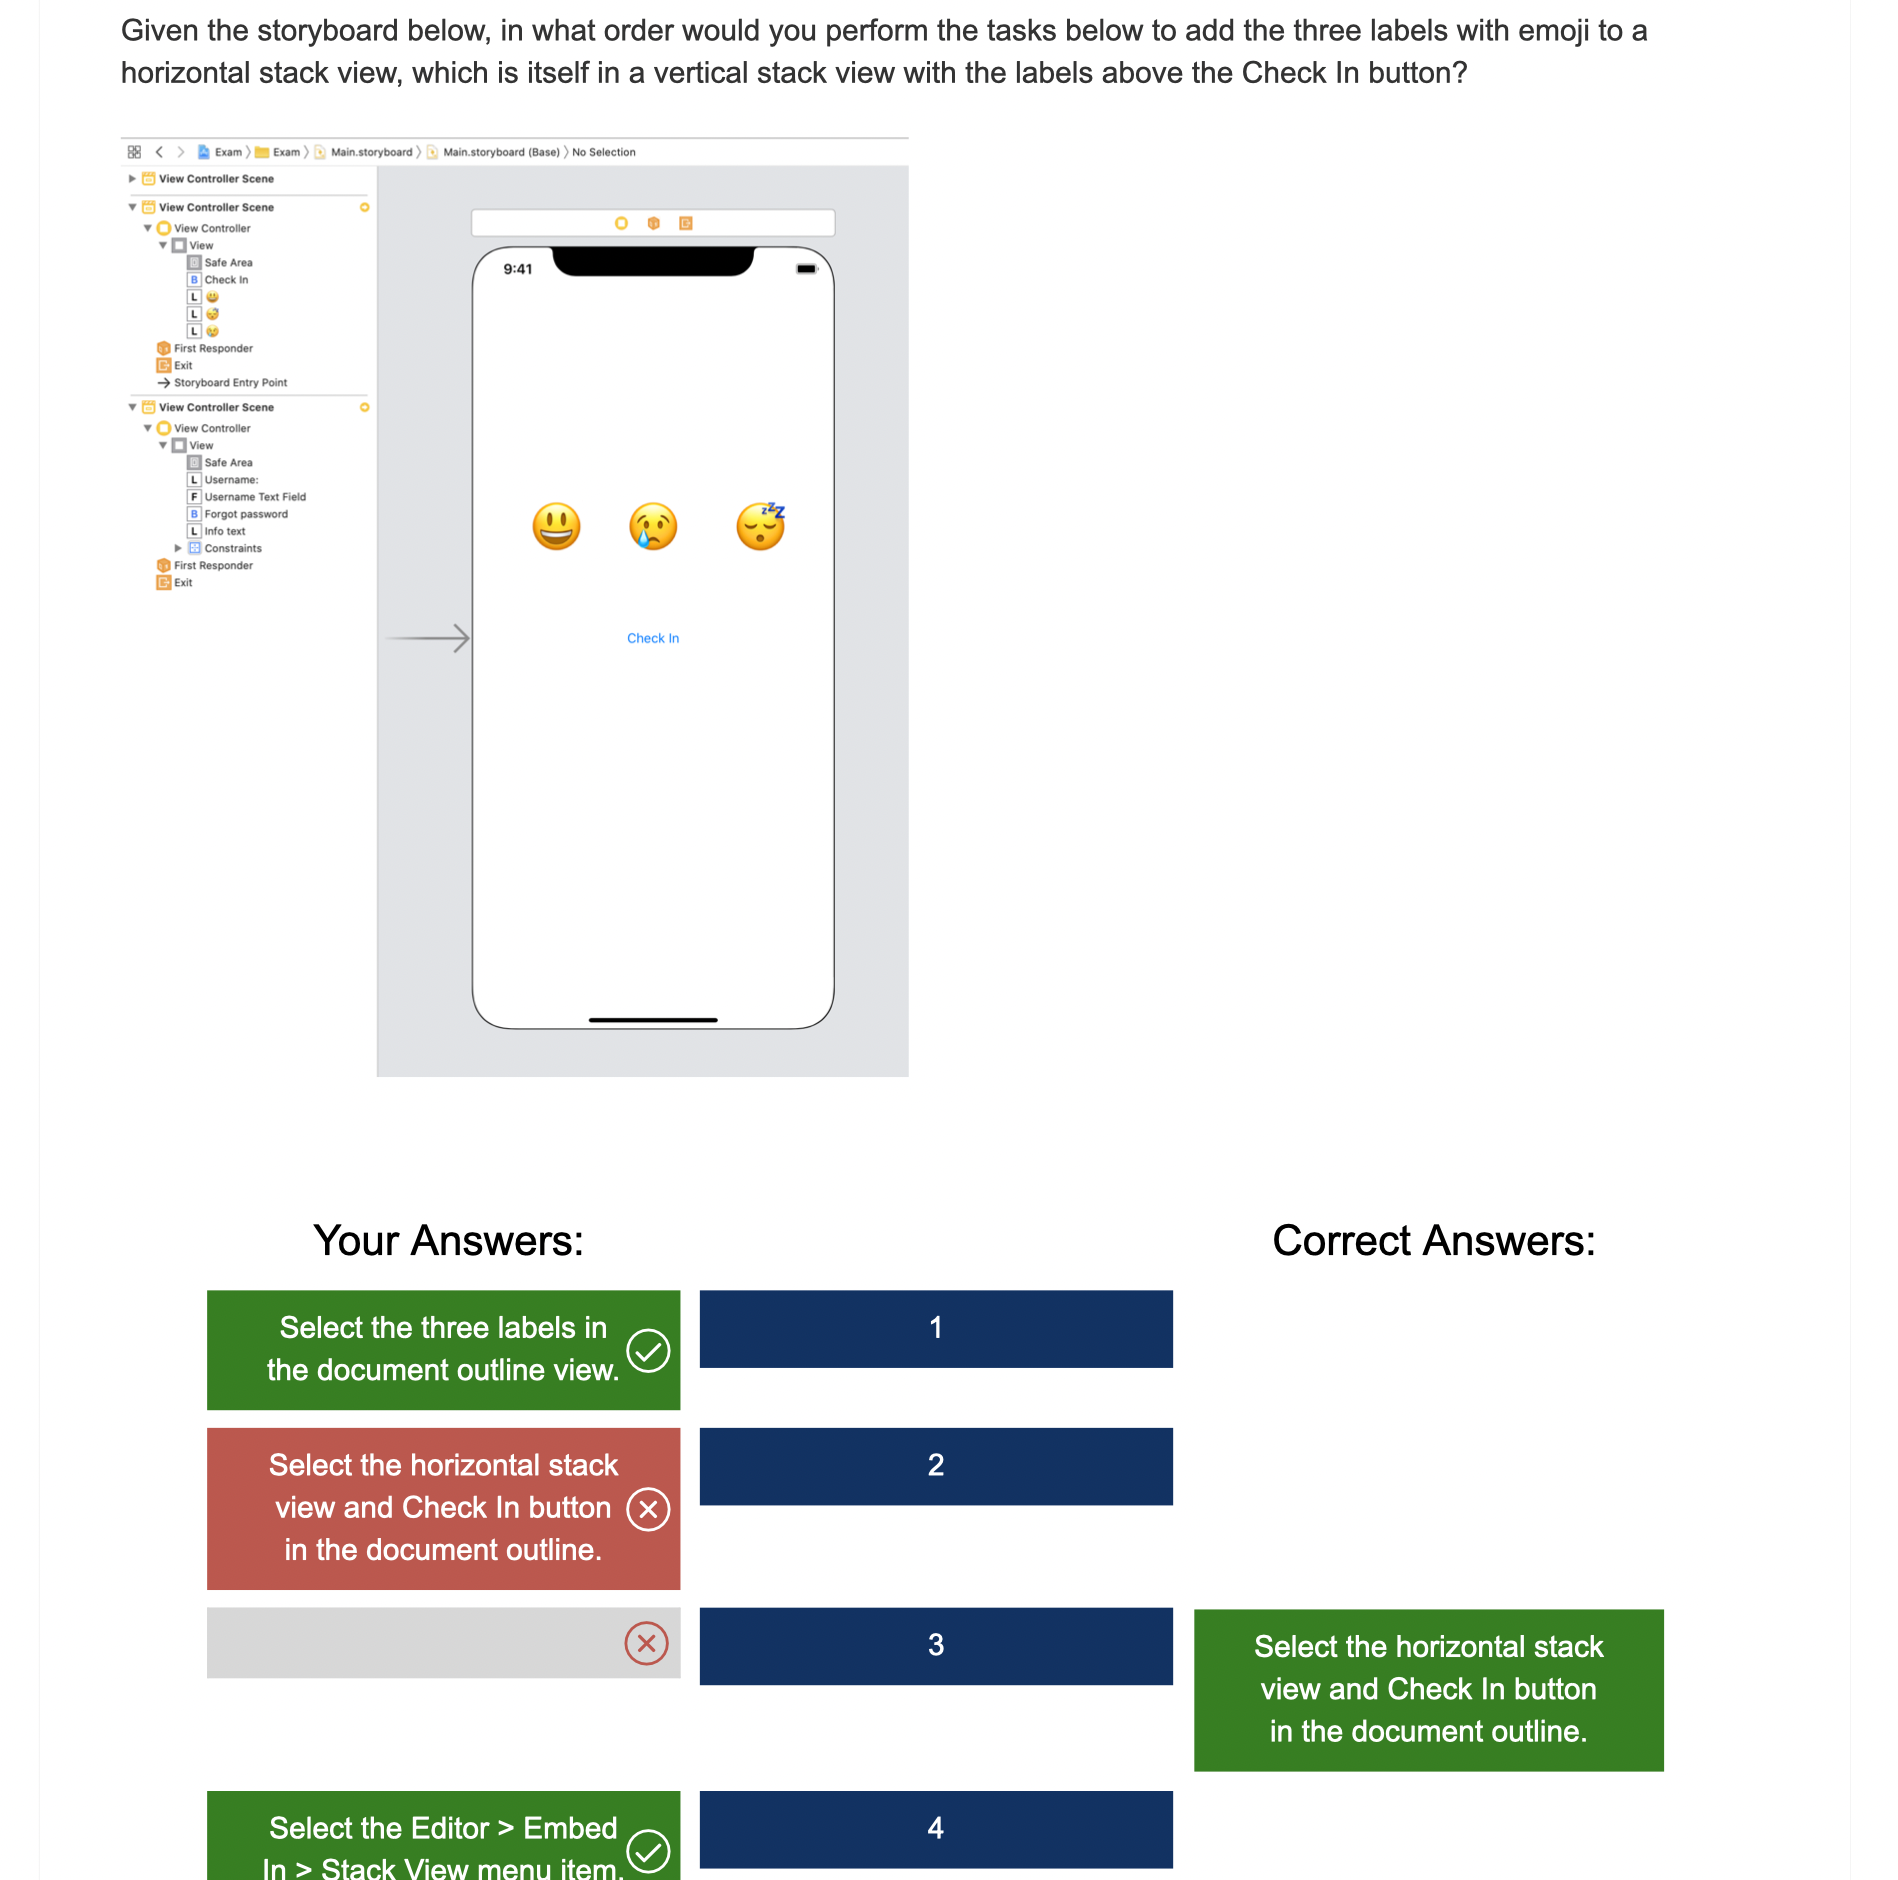 Given the storyboard below, in what order would you perform the tasks below to add the three labels with emoji to a
horizontal stack view, which is itself in a vertical stack view with the labels above the Check In button?
Exam 〉 Exam 〉 Main.storyboard 〉 Main.storyboard (Base) 〉 No Selection
View Controller Scene
View Controller Scene
View Controller
View
Safe Area
B Check In
L 😃
L 😴
L 😢
First Responder
Exit
Storyboard Entry Point
View Controller Scene
View Controller
View
Safe Area
L Username:
F Username Text Field
B Forgot password
L Info text
Constraints
First Responder
Exit
9:41
Check In
Your Answers:
Correct Answers:
Select the three labels in
the document outline view.
1
Select the horizontal stack
view and Check In button
in the document outline.
2
3
Select the horizontal stack
view and Check In button
in the document outline.
Select the Editor > Embed
In > Stack View menu item.
4